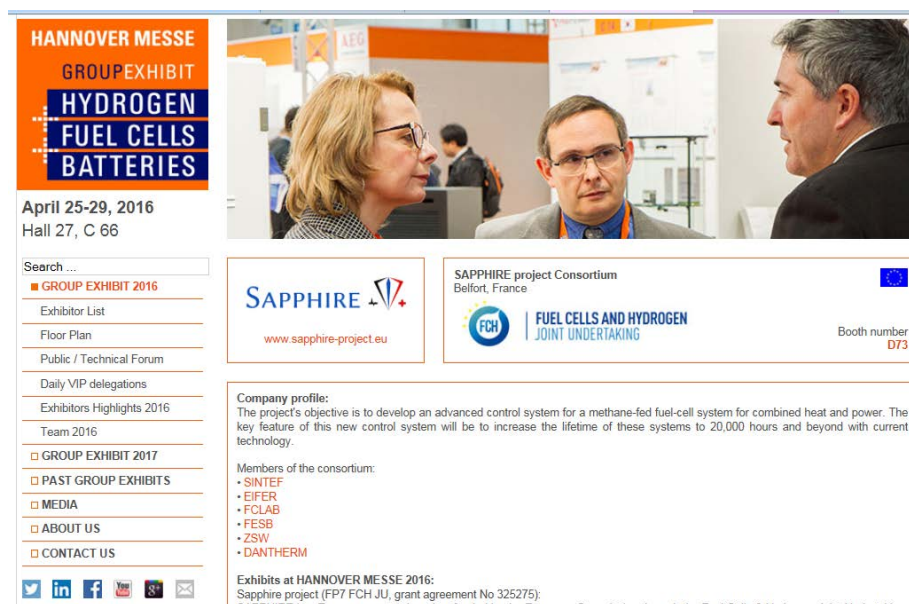 HANNOVER MESSE
GROUPEXHIBIT
HYDROGEN
FUEL CELLS
BATTERIES
April 25-29, 2016
Hall 27, C 66
Search ...
GROUP EXHIBIT 2016
Exhibitor List
Floor Plan
Public / Technical Forum
Daily VIP delegations
Exhibitors Highlights 2016
Team 2016
GROUP EXHIBIT 2017
PAST GROUP EXHIBITS
MEDIA
ABOUT US
CONTACT US
AEG
SAPPHIRE
www.sapphire-project.eu
SAPPHIRE project Consortium
Belfort, France
FCH
FUEL CELLS AND HYDROGEN
JOINT UNDERTAKING
Booth number
D73
Company profile:
The project's objective is to develop an advanced control system for a methane-fed fuel-cell system for combined heat and power. The
key feature of this new control system will be to increase the lifetime of these systems to 20,000 hours and beyond with current
technology.
Members of the consortium:
• SINTEF
• EIFER
• FCLAB
• FESB
• ZSW
• DANTHERM
Exhibits at HANNOVER MESSE 2016:
Sapphire project (FP7 FCH JU, grant agreement No 325275):